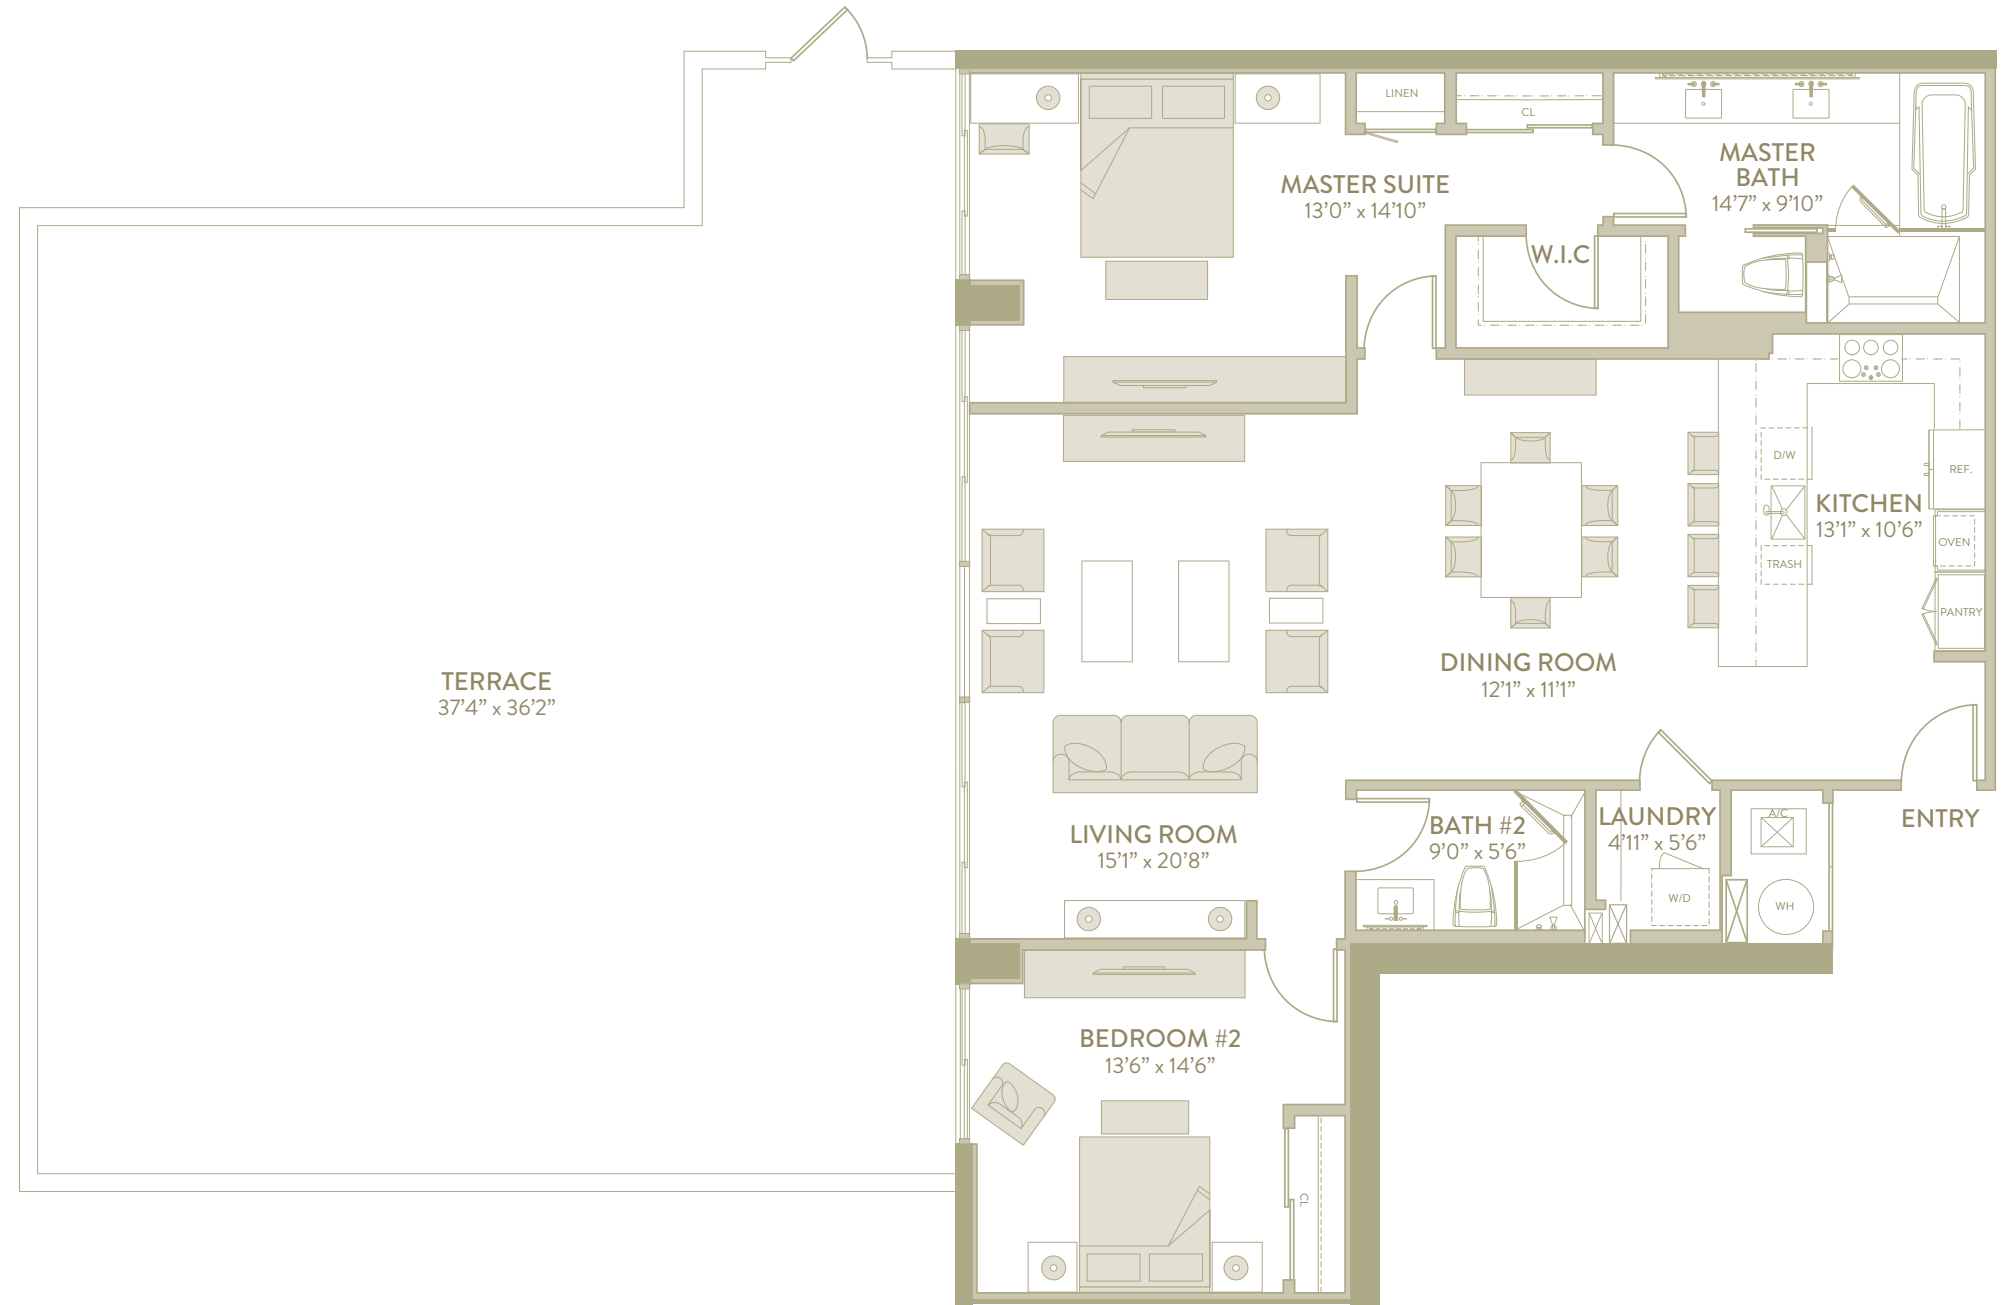 LINEN
CL
MASTER
BATH
14’7” x 9’10”
MASTER SUITE
13’0” x 14’10”
W.I.C
D/W
REF.
KITCHEN
13’1” x 10’6”
OVEN
TRASH
PANTRY
DINING ROOM
12’1” x 11’1”
TERRACE
37’4” x 36’2”
LIVING ROOM
15’1” x 20’8”
BATH #2
9’0” x 5’6”
LAUNDRY
4’11” x 5’6”
A/C
ENTRY
W/D
WH
BEDROOM #2
13’6” x 14’6”
CL